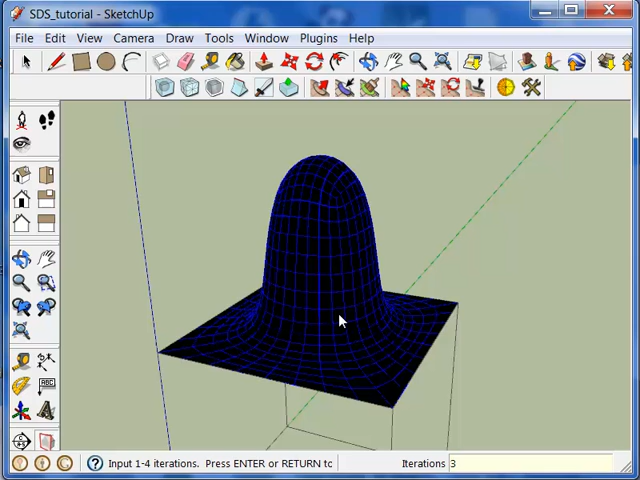 SDS_tutorial - SketchUp
File Edit View Camera Draw Tools Window Plugins Help
ABC
Input 1-4 iterations. Press ENTER or RETURN tc
Iterations 3